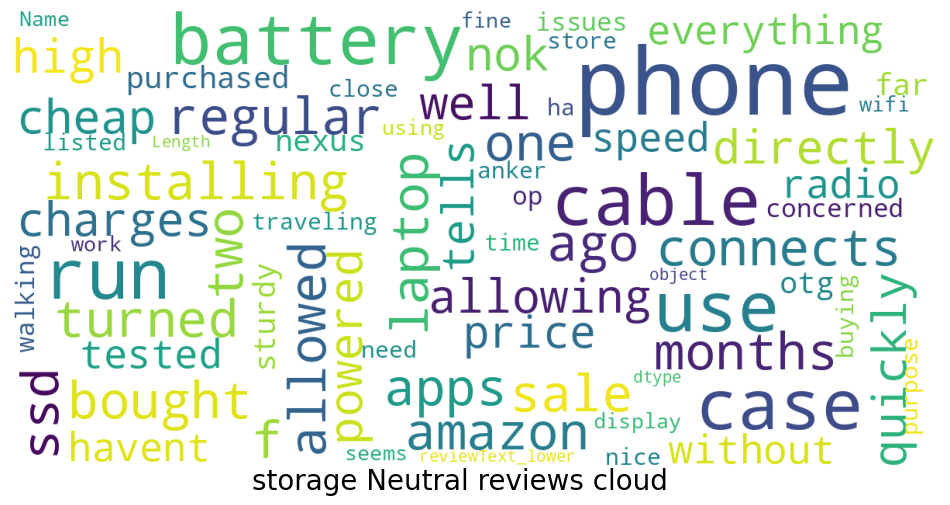 Name
battery
fine
issues
everything
high
nok
store
phone
purchased
close
far
cheap
regular
well
ha
wifi
listed
Length
nexus
using
one
speed
directly
installing
laptop
tells
anker
op
cable
radio
concerned
charges
two
traveling
time
ago
connects
walking
work
run
allowed
powered
sturdy
allowing
object
use
otg
buying
quickly
turned
tested
need
price
months
purpose
ssd
bought
apps
sale
dtype
case
havent
f
seems
amazon
reviewText_lower
display
nice
without
storage Neutral reviews cloud